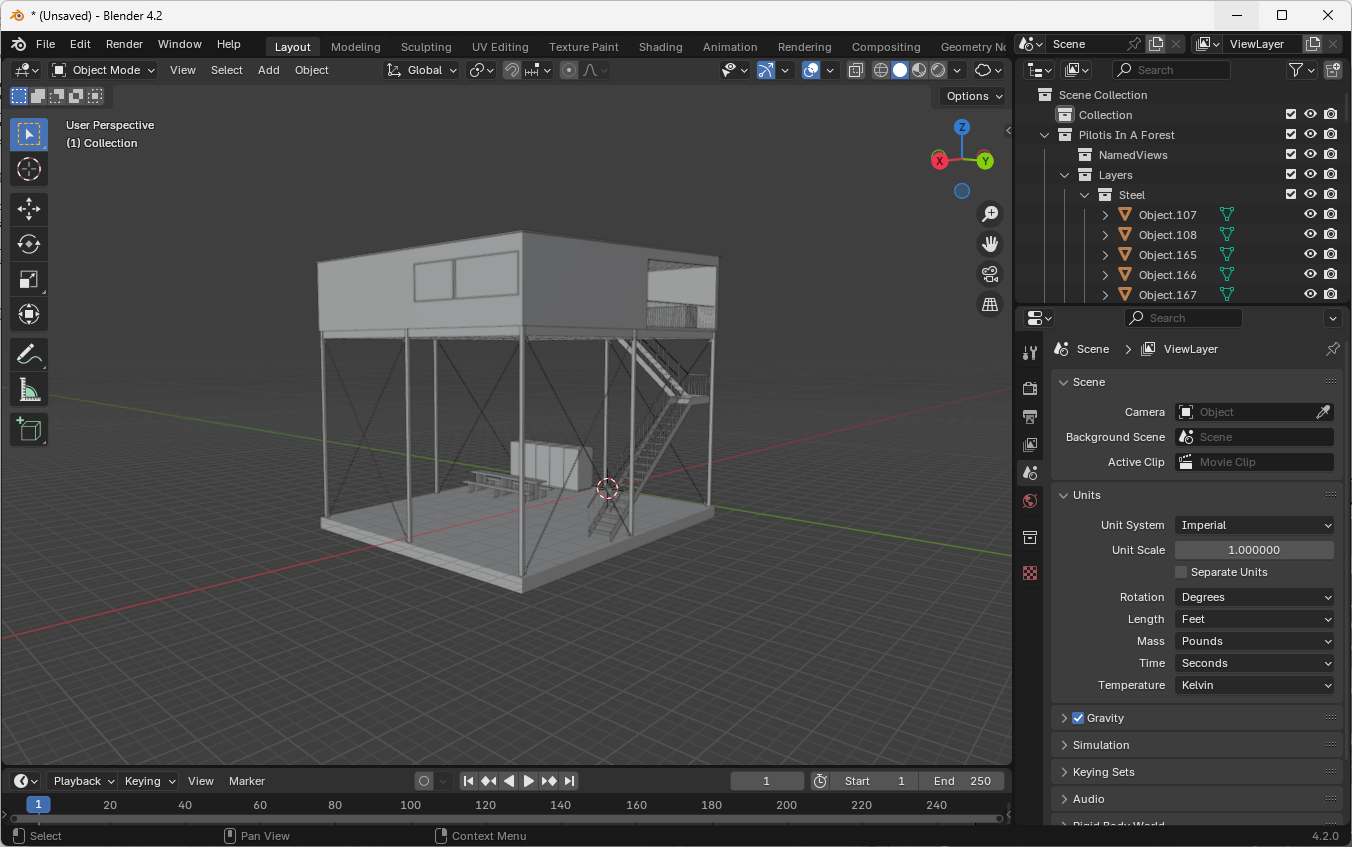 * (Unsaved) - Blender 4.2
File Edit Render Window Help Layout Modeling Sculpting UV Editing Texture Paint Shading Animation Rendering Compositing Geometry No Scene ViewLayer
Object Mode View Select Add Object Global Search
Options
User Perspective
(1) Collection
Z
X
Y
Scene Collection
Collection
Pilotis In A Forest
NamedViews
Layers
Steel
Object.107
Object.108
Object.165
Object.166
Object.167
Search
Scene > ViewLayer
Scene
Camera Object
Background Scene Scene
Active Clip Movie Clip
Units
Unit System Imperial
Unit Scale 1.000000
Separate Units
Rotation Degrees
Length Feet
Mass Pounds
Time Seconds
Temperature Kelvin
Gravity
Simulation
Keying Sets
Audio
Rigid Body World
Playback Keying View Marker 1 Start 1 End 250
1 20 40 60 80 100 120 140 160 180 200 220 240
Select Pan View Context Menu 4.2.0